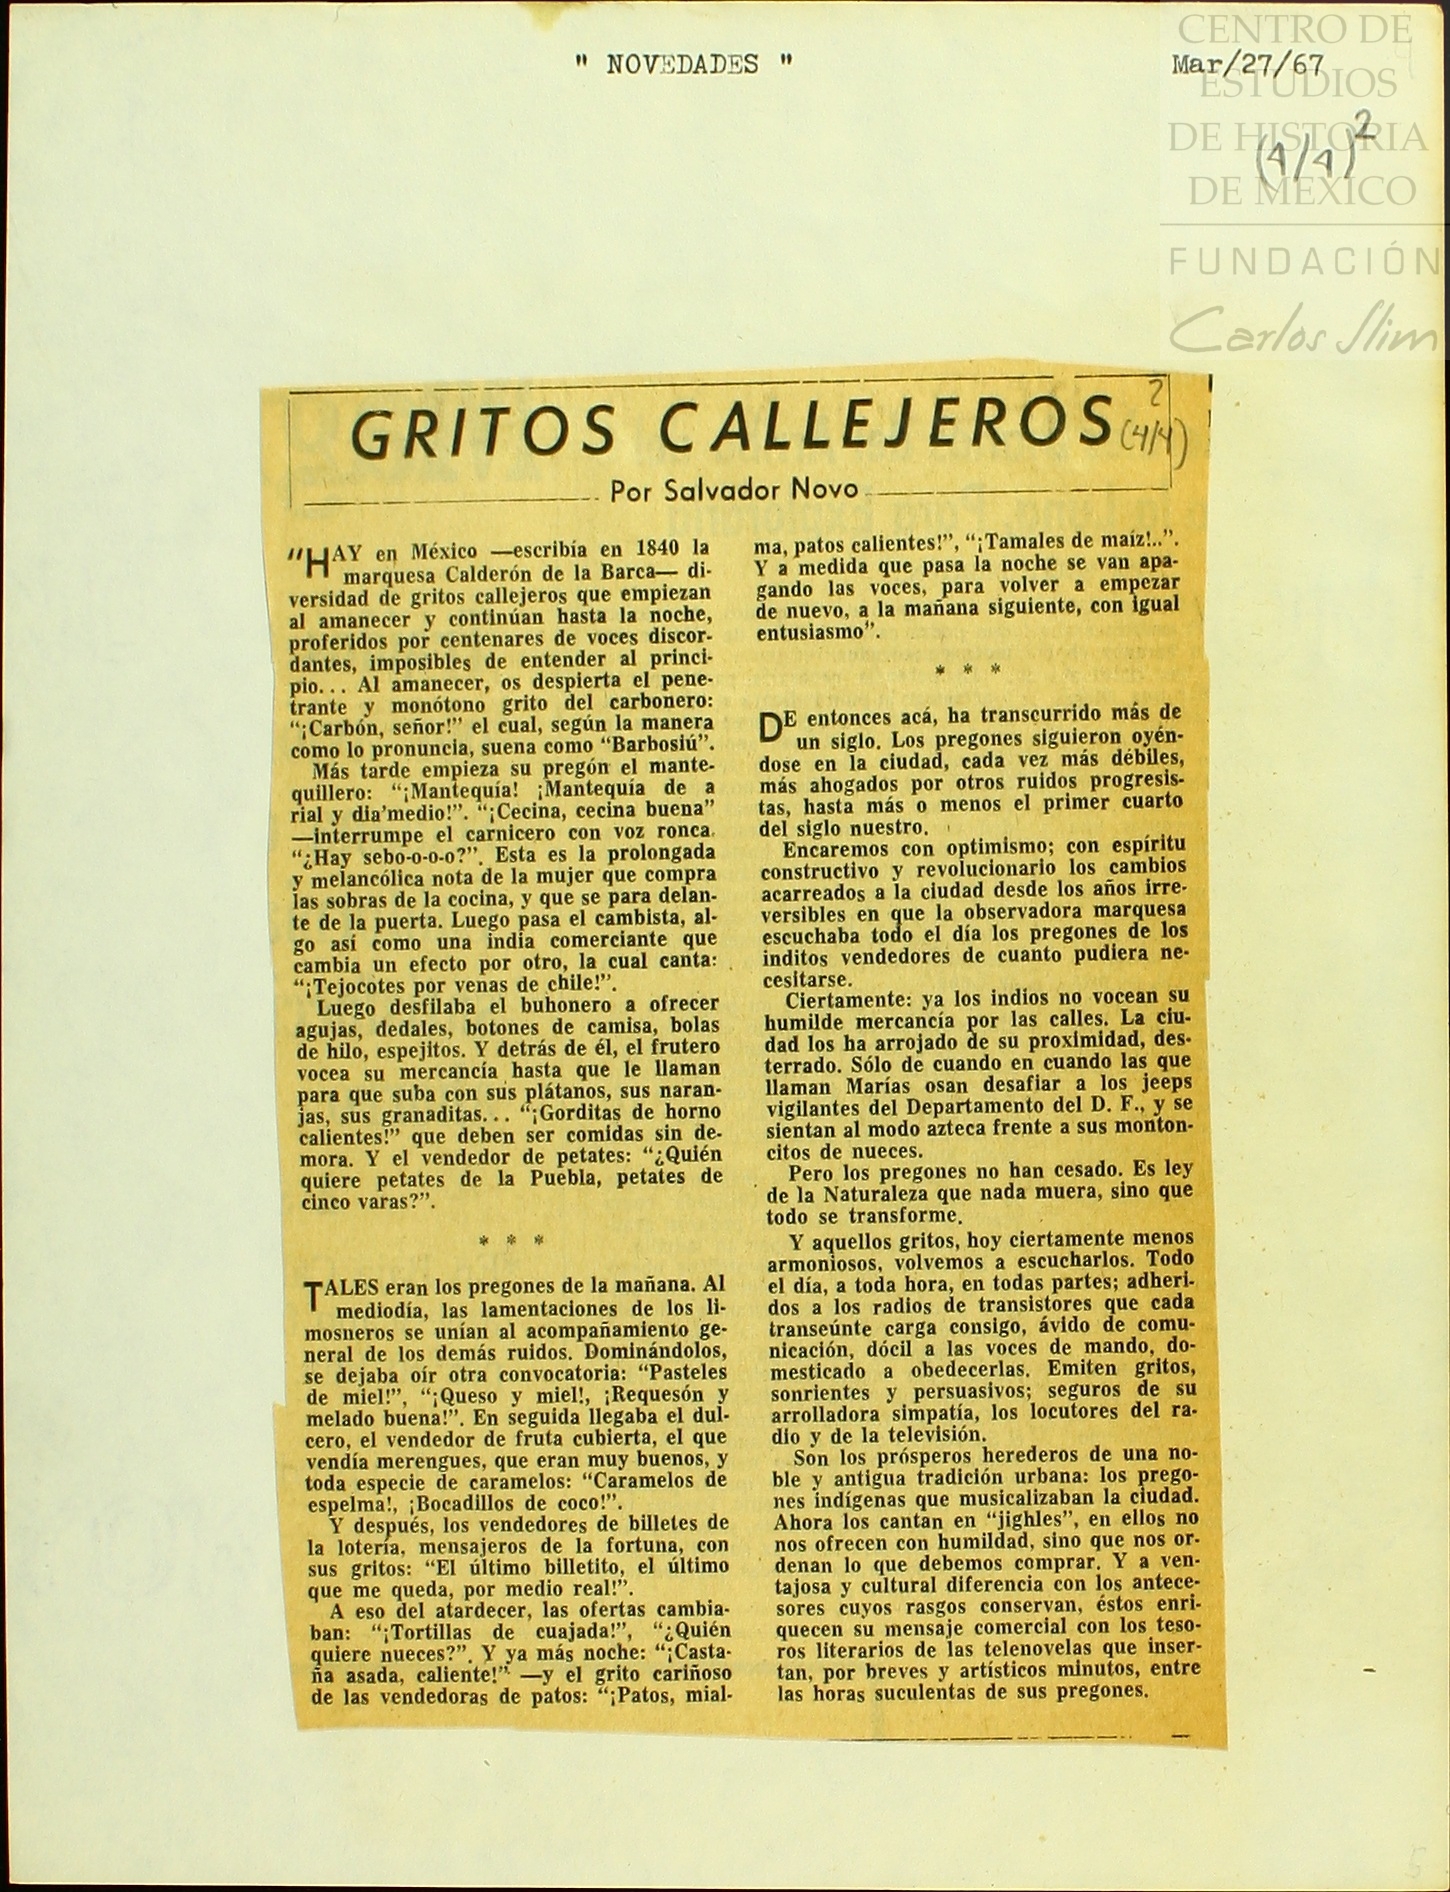 CENTRO DE
ESTUDIOS
DE HISTORIA
DE MÉXICO
FUNDACIÓN
Carlos Slim
" NOVEDADES "
Mar/27/67
(4/4) 2
GRITOS CALLEJEROS
2
(4/4)
Por Salvador Novo
"HAY en México —escribía en 1840 la
marquesa Calderón de la Barca— di-
versidad de gritos callejeros que empiezan
al amanecer y continúan hasta la noche,
proferidos por centenares de voces discor-
dantes, imposibles de entender al princi-
pio... Al amanecer, os despierta el pene-
trante y monótono grito del carbonero:
"¡Carbón, señor!" el cual, según la manera
como lo pronuncia, suena como "Barbosiú".
Más tarde empieza su pregón el mante-
quillero: "¡Mantequía! ¡Mantequía de a
rial y dia'medio!". "¡Cecina, cecina buena"
—interrumpe el carnicero con voz ronca.
"¿Hay sebo-o-o-o?". Esta es la prolongada
y melancólica nota de la mujer que compra
las sobras de la cocina, y que se para delan-
te de la puerta. Luego pasa el cambista, al-
go así como una india comerciante que
cambia un efecto por otro, la cual canta:
"¡Tejocotes por venas de chile!".
Luego desfilaba el buhonero a ofrecer
agujas, dedales, botones de camisa, bolas
de hilo, espejitos. Y detrás de él, el frutero
vocea su mercancía hasta que le llaman
para que suba con sus plátanos, sus naran-
jas, sus granaditas... "¡Gorditas de horno
calientes!" que deben ser comidas sin de-
mora. Y el vendedor de petates: "¿Quién
quiere petates de la Puebla, petates de
cinco varas?".
* * *
TALES eran los pregones de la mañana. Al
mediodía, las lamentaciones de los li-
mosneros se unían al acompañamiento ge-
neral de los demás ruidos. Dominándolos,
se dejaba oír otra convocatoria: "Pasteles
de miel!", "¡Queso y miel!, ¡Requesón y
melado buena!". En seguida llegaba el dul-
cero, el vendedor de fruta cubierta, el que
vendía merengues, que eran muy buenos, y
toda especie de caramelos: "Caramelos de
espelma!, ¡Bocadillos de coco!".
Y después, los vendedores de billetes de
la lotería, mensajeros de la fortuna, con
sus gritos: "El último billetito, el último
que me queda, por medio real!".
A eso del atardecer, las ofertas cambia-
ban: "¡Tortillas de cuajada!", "¿Quién
quiere nueces?". Y ya más noche: "¡Casta-
ña asada, caliente!" —y el grito cariñoso
de las vendedoras de patos: "¡Patos, mial-
ma, patos calientes!", "¡Tamales de maíz!..".
Y a medida que pasa la noche se van apa-
gando las voces, para volver a empezar
de nuevo, a la mañana siguiente, con igual
entusiasmo".
* * *
DE entonces acá, ha transcurrido más de
un siglo. Los pregones siguieron oyén-
dose en la ciudad, cada vez más débiles,
más ahogados por otros ruidos progresis-
tas, hasta más o menos el primer cuarto
del siglo nuestro.
Encaremos con optimismo; con espíritu
constructivo y revolucionario los cambios
acarreados a la ciudad desde los años irre-
versibles en que la observadora marquesa
escuchaba todo el día los pregones de los
inditos vendedores de cuanto pudiera ne-
cesitarse.
Ciertamente: ya los indios no vocean su
humilde mercancía por las calles. La ciu-
dad los ha arrojado de su proximidad, des-
terrado. Sólo de cuando en cuando las que
llaman Marías osan desafiar a los jeeps
vigilantes del Departamento del D. F., y se
sientan al modo azteca frente a sus monton-
citos de nueces.
Pero los pregones no han cesado. Es ley
de la Naturaleza que nada muera, sino que
todo se transforme.
Y aquellos gritos, hoy ciertamente menos
armoniosos, volvemos a escucharlos. Todo
el día, a toda hora, en todas partes; adheri-
dos a los radios de transistores que cada
transeúnte carga consigo, ávido de comu-
nicación, dócil a las voces de mando, do-
mesticado a obedecerlas. Emiten gritos,
sonrientes y persuasivos; seguros de su
arrolladora simpatía, los locutores del ra-
dio y de la televisión.
Son los prósperos herederos de una no-
ble y antigua tradición urbana: los prego-
nes indígenas que musicalizaban la ciudad.
Ahora los cantan en "jighles", en ellos no
nos ofrecen con humildad, sino que nos or-
denan lo que debemos comprar. Y a ven-
tajosa y cultural diferencia con los antece-
sores cuyos rasgos conservan, éstos enri-
quecen su mensaje comercial con los teso-
ros literarios de las telenovelas que inser-
tan, por breves y artísticos minutos, entre
las horas suculentas de sus pregones.